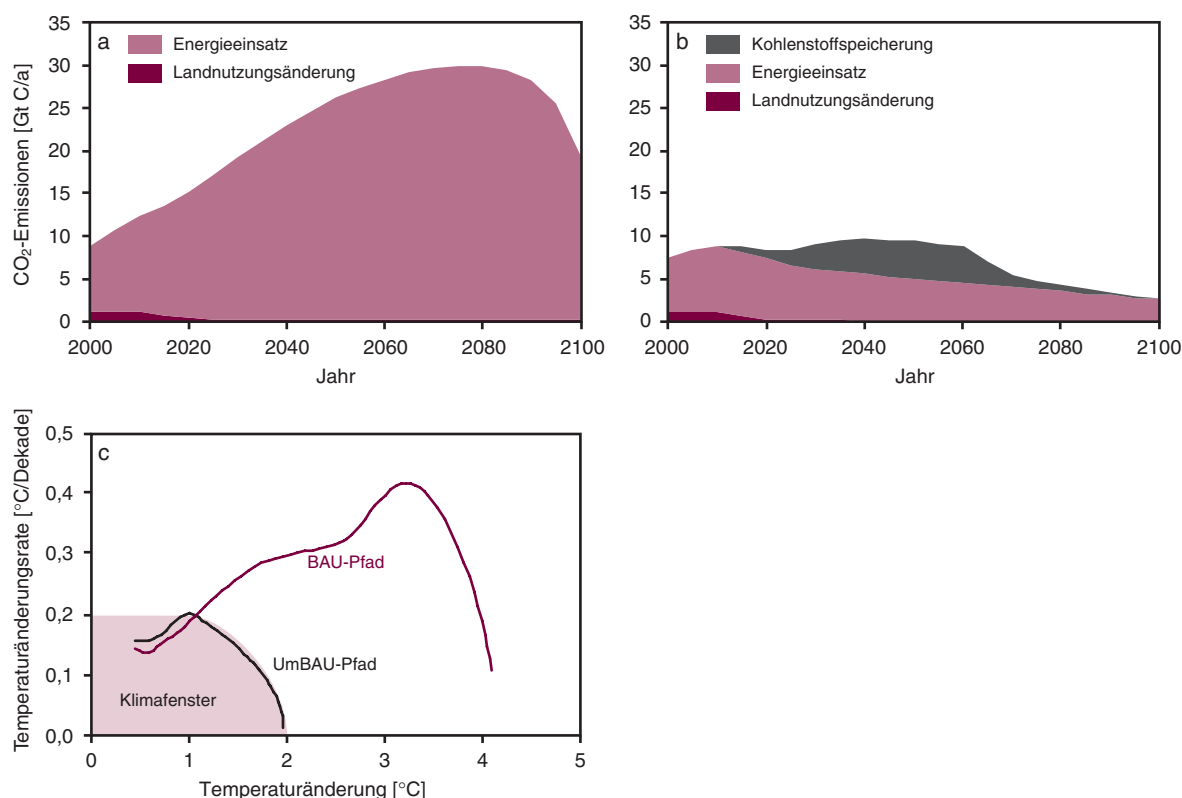 CO₂-Emissionen [Gt C/a]
35
30
25
20
15
10
5
0
a
Energieeinsatz
Landnutzungsänderung
2000
2020
2040
2060
2080
2100
Jahr
35
30
25
20
15
10
5
0
b
Kohlenstoffspeicherung
Energieeinsatz
Landnutzungsänderung
2000
2020
2040
2060
2080
2100
Jahr
Temperaturänderungsrate [°C/Dekade]
0,5
0,4
0,3
0,2
0,1
0,0
c
BAU-Pfad
UmBAU-Pfad
Klimafenster
0
1
2
3
4
5
Temperaturänderung [°C]